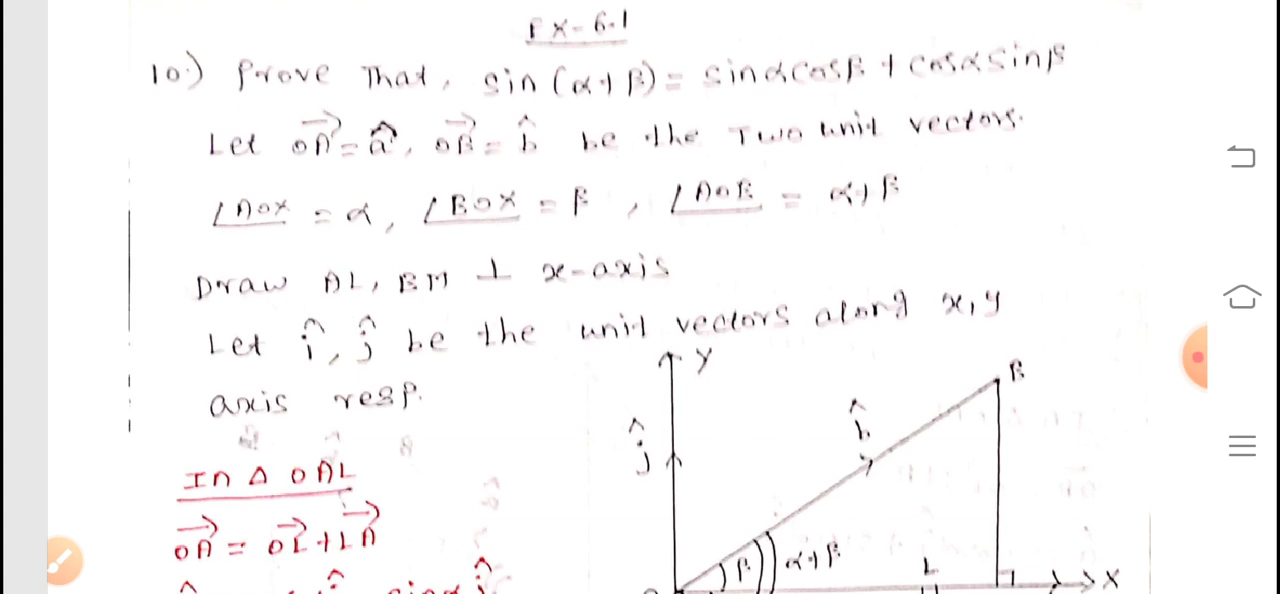 Ex-6.1
10.) Prove That, sin(α+β) = sinαcosβ + cosαsinβ
Let OA⃗ = â, OB⃗ = b̂ be the Two unit vectors.
∠AOX = α, ∠BOX = β, ∠AOB = α+β
Draw AL, BM ⊥ x-axis
Let î, ĵ be the unit vectors along x,y
axis resp.
In Δ OAL
OA⃗ = OL⃗ + LA⃗
Y
B
b̂
ĵ
β
α+β
L
X